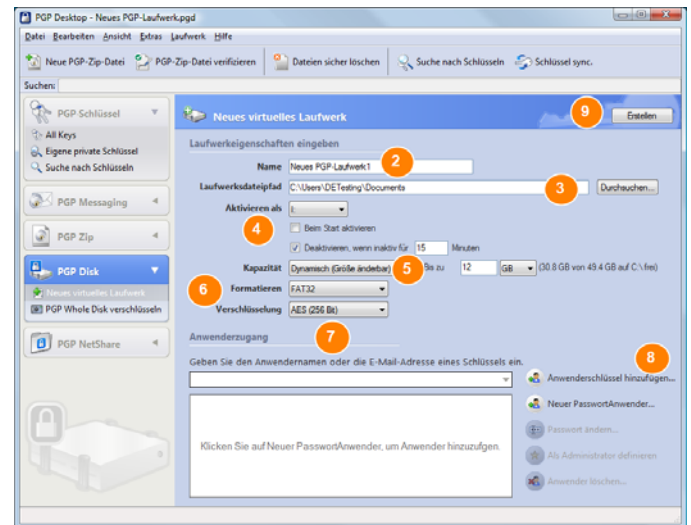 PGP Desktop - Neues PGP-Laufwerk.pgd
Datei Bearbeiten Ansicht Extras Laufwerk Hilfe
Neue PGP-Zip-Datei PGP-Zip-Datei verifizieren Dateien sicher löschen Suche nach Schlüsseln Schlüssel sync.
Suchen:
PGP Schlüssel
All Keys
Eigene private Schlüssel
Suche nach Schlüsseln
PGP Messaging
PGP Zip
PGP Disk
Neues virtuelles Laufwerk
PGP Whole Disk verschlüsseln
PGP NetShare
Neues virtuelles Laufwerk
9
Erstellen
Laufwerkeigenschaften eingeben
Name Neues PGP-Laufwerk1 2
Laufwerksdateipfad C:\Users\DETesting\Documents 3 Durchsuchen...
Aktivieren als
4
Beim Start aktivieren
Deaktivieren, wenn inaktiv für 15 Minuten
Kapazität Dynamisch (Größe änderbar) 5 Bis zu 12 GB (30.8 GB von 49.4 GB auf C:\ frei)
6 Formatieren FAT32
Verschlüsselung AES (256 Bit)
7
Anwenderzugang
8
Geben Sie den Anwendernamen oder die E-Mail-Adresse eines Schlüssels ein.
Anwenderschlüssel hinzufügen...
Neuer PasswortAnwender...
Passwort ändern...
Als Administrator definieren
Anwender löschen...
Klicken Sie auf Neuer PasswortAnwender, um Anwender hinzuzufgen.